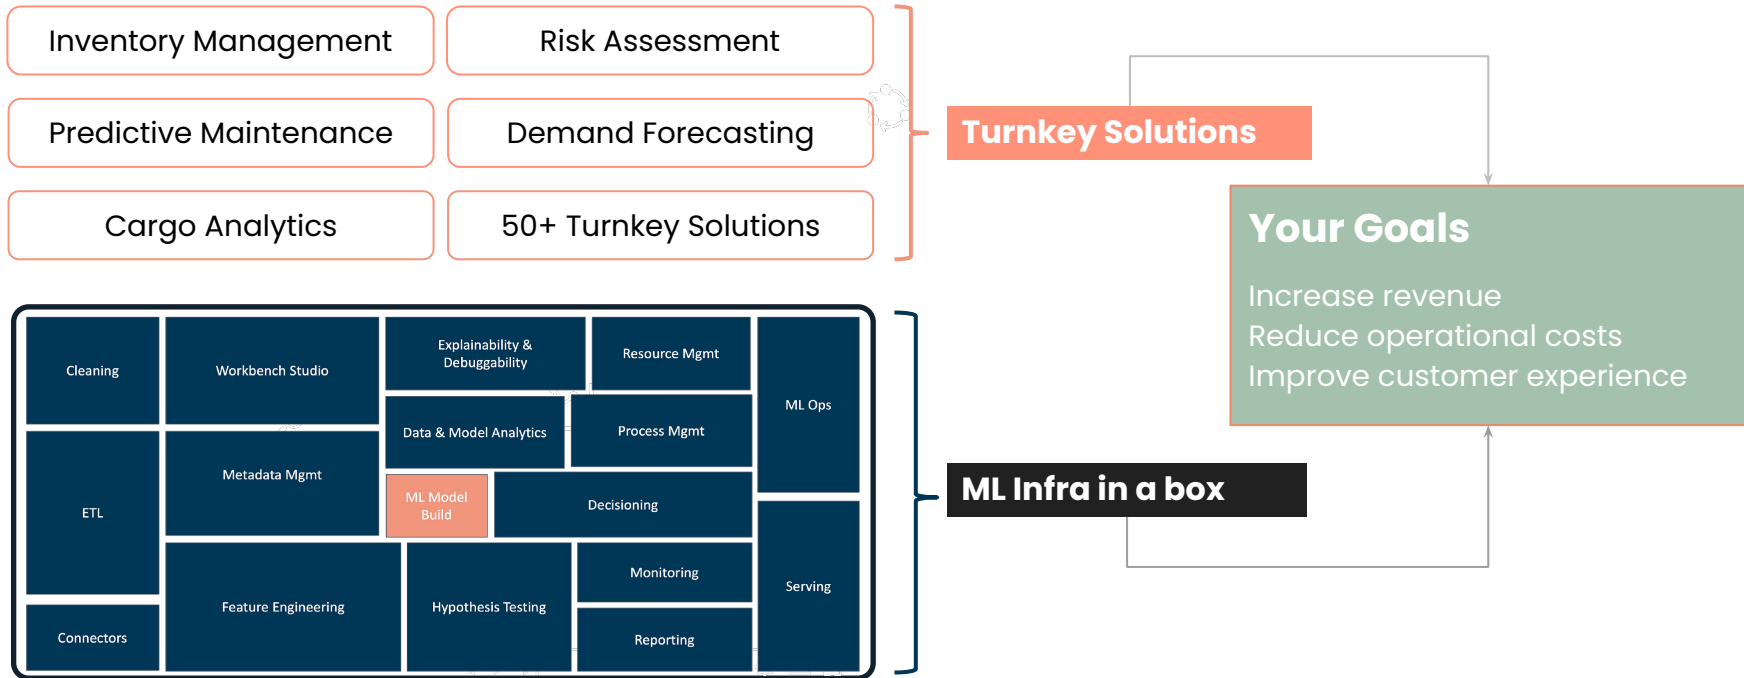 Inventory Management
Risk Assessment
Predictive Maintenance
Demand Forecasting
Cargo Analytics
50+ Turnkey Solutions
Turnkey Solutions
Your Goals
Increase revenue
Reduce operational costs
Improve customer experience
Cleaning
Workbench Studio
Explainability &
Debuggability
Resource Mgmt
ML Ops
Data & Model Analytics
Process Mgmt
Metadata Mgmt
ETL
ML Model
Build
Decisioning
Feature Engineering
Hypothesis Testing
Monitoring
Serving
Connectors
Reporting
ML Infra in a box